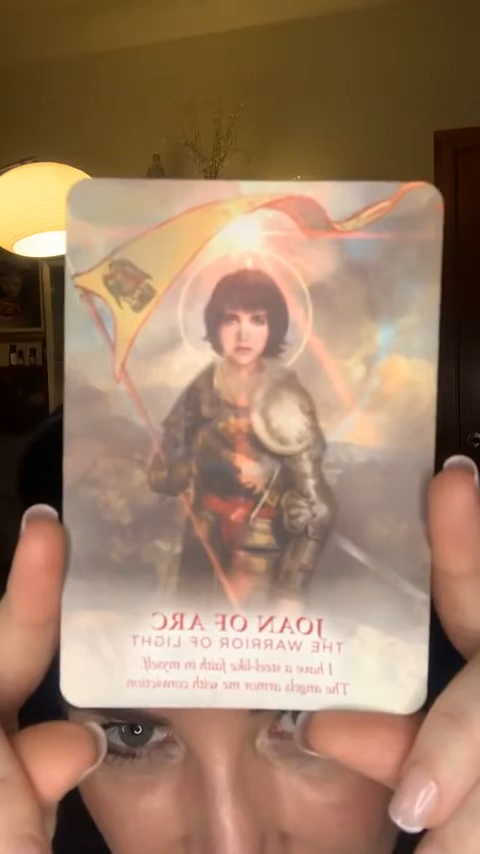 JOAN OF ARC
THE WARRIOR OF LIGHT
I have a steel-like faith in myself.
The angels armor me with conviction